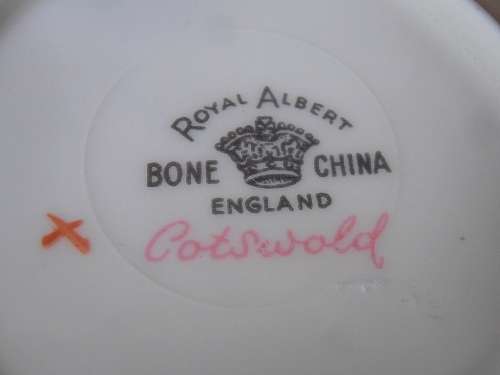 ROYAL ALBERT
BONE CHINA
ENGLAND
Cotswold